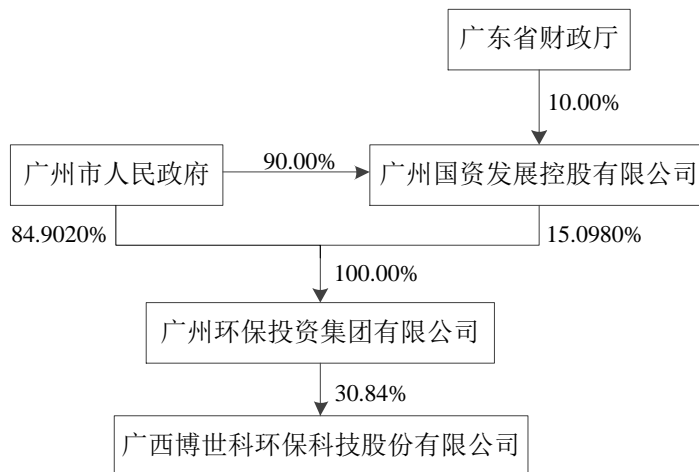 广东省财政厅
10.00%
广州市人民政府
90.00%
广州国资发展控股有限公司
84.9020%
15.0980%
100.00%
广州环保投资集团有限公司
30.84%
广西博世科环保科技股份有限公司